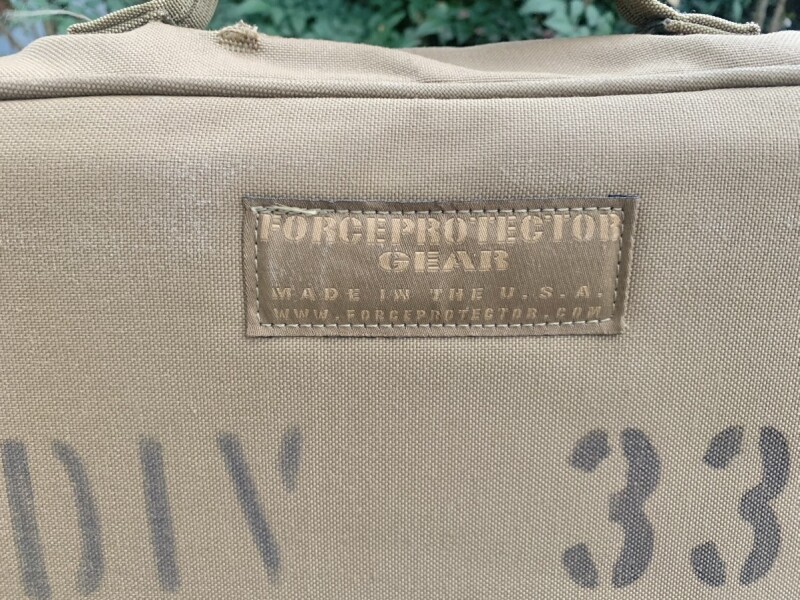 FORCEPROTECTOR
GEAR
MADE IN THE U.S.A.
WWW.FORCEPROTECTOR.COM
DIV 33